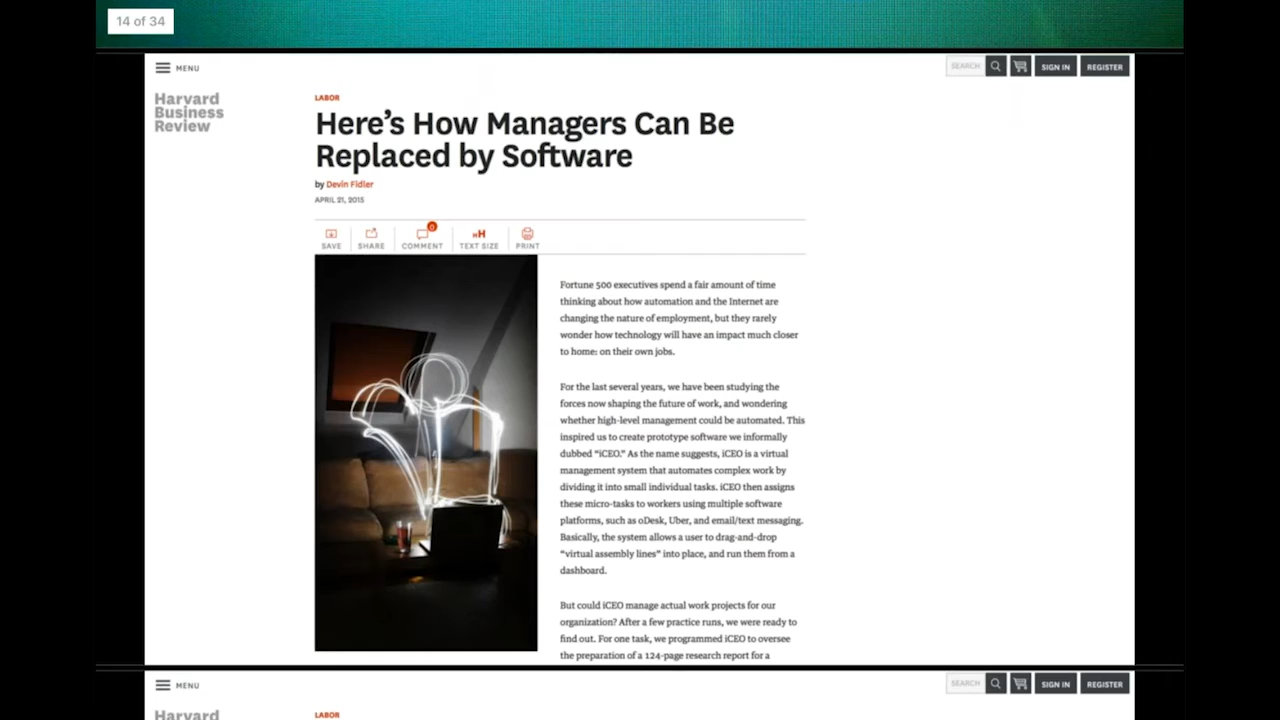 14 of 34
MENU
SEARCH
SIGN IN
REGISTER
Harvard
Business
Review
LABOR
Here's How Managers Can Be
Replaced by Software
by Devin Fidler
APRIL 21, 2015
0
SAVE
SHARE
COMMENT
HH
TEXT SIZE
PRINT
Fortune 500 executives spend a fair amount of time
thinking about how automation and the Internet are
changing the nature of employment, but they rarely
wonder how technology will have an impact much closer
to home: on their own jobs.
For the last several years, we have been studying the
forces now shaping the future of work, and wondering
whether high-level management could be automated. This
inspired us to create prototype software we informally
dubbed “iCEO.” As the name suggests, iCEO is a virtual
management system that automates complex work by
dividing it into small individual tasks. iCEO then assigns
these micro-tasks to workers using multiple software
platforms, such as oDesk, Uber, and email/text messaging.
Basically, the system allows a user to drag-and-drop
“virtual assembly lines” into place, and run them from a
dashboard.
But could iCEO manage actual work projects for our
organization? After a few practice runs, we were ready to
find out. For one task, we programmed iCEO to oversee
the preparation of a 124-page research report for a
MENU
SEARCH
SIGN IN
REGISTER
Harvard
LABOR